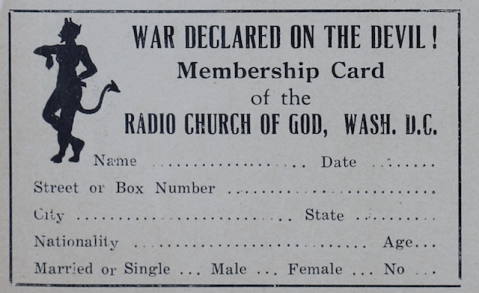 WAR DECLARED ON THE DEVIL!
Membership Card
of the
RADIO CHURCH OF GOD, WASH. D.C.
Name .................. Date .......
Street or Box Number ........................
City ......................... State .........
Nationality ........................... Age...
Married or Single ... Male ... Female ... No ...